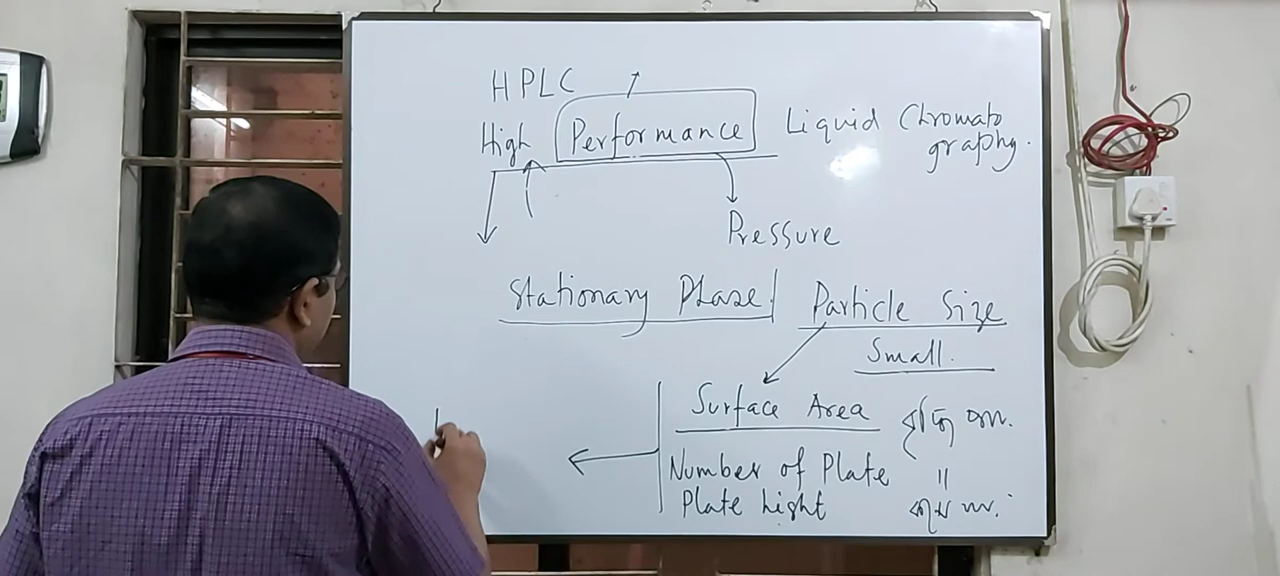 HPLC
High Performance Liquid Chromato
graphy.
Pressure
Stationary Phase / Particle Size
Small.
Surface Area
Number of Plate "
Plate hight